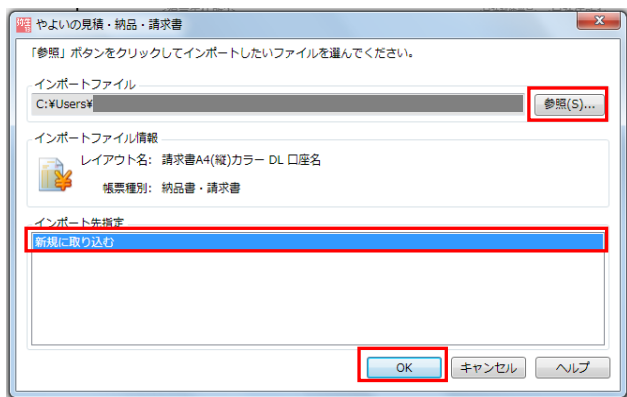 やよいの見積・納品・請求書
「参照」ボタンをクリックしてインポートしたいファイルを選んでください。
インポートファイル
C:¥Users¥
参照(S)...
インポートファイル情報
レイアウト名: 請求書A4(縦)カラー DL 口座名
帳票種別: 納品書・請求書
インポート先指定
新規に取り込む
OK
キャンセル
ヘルプ